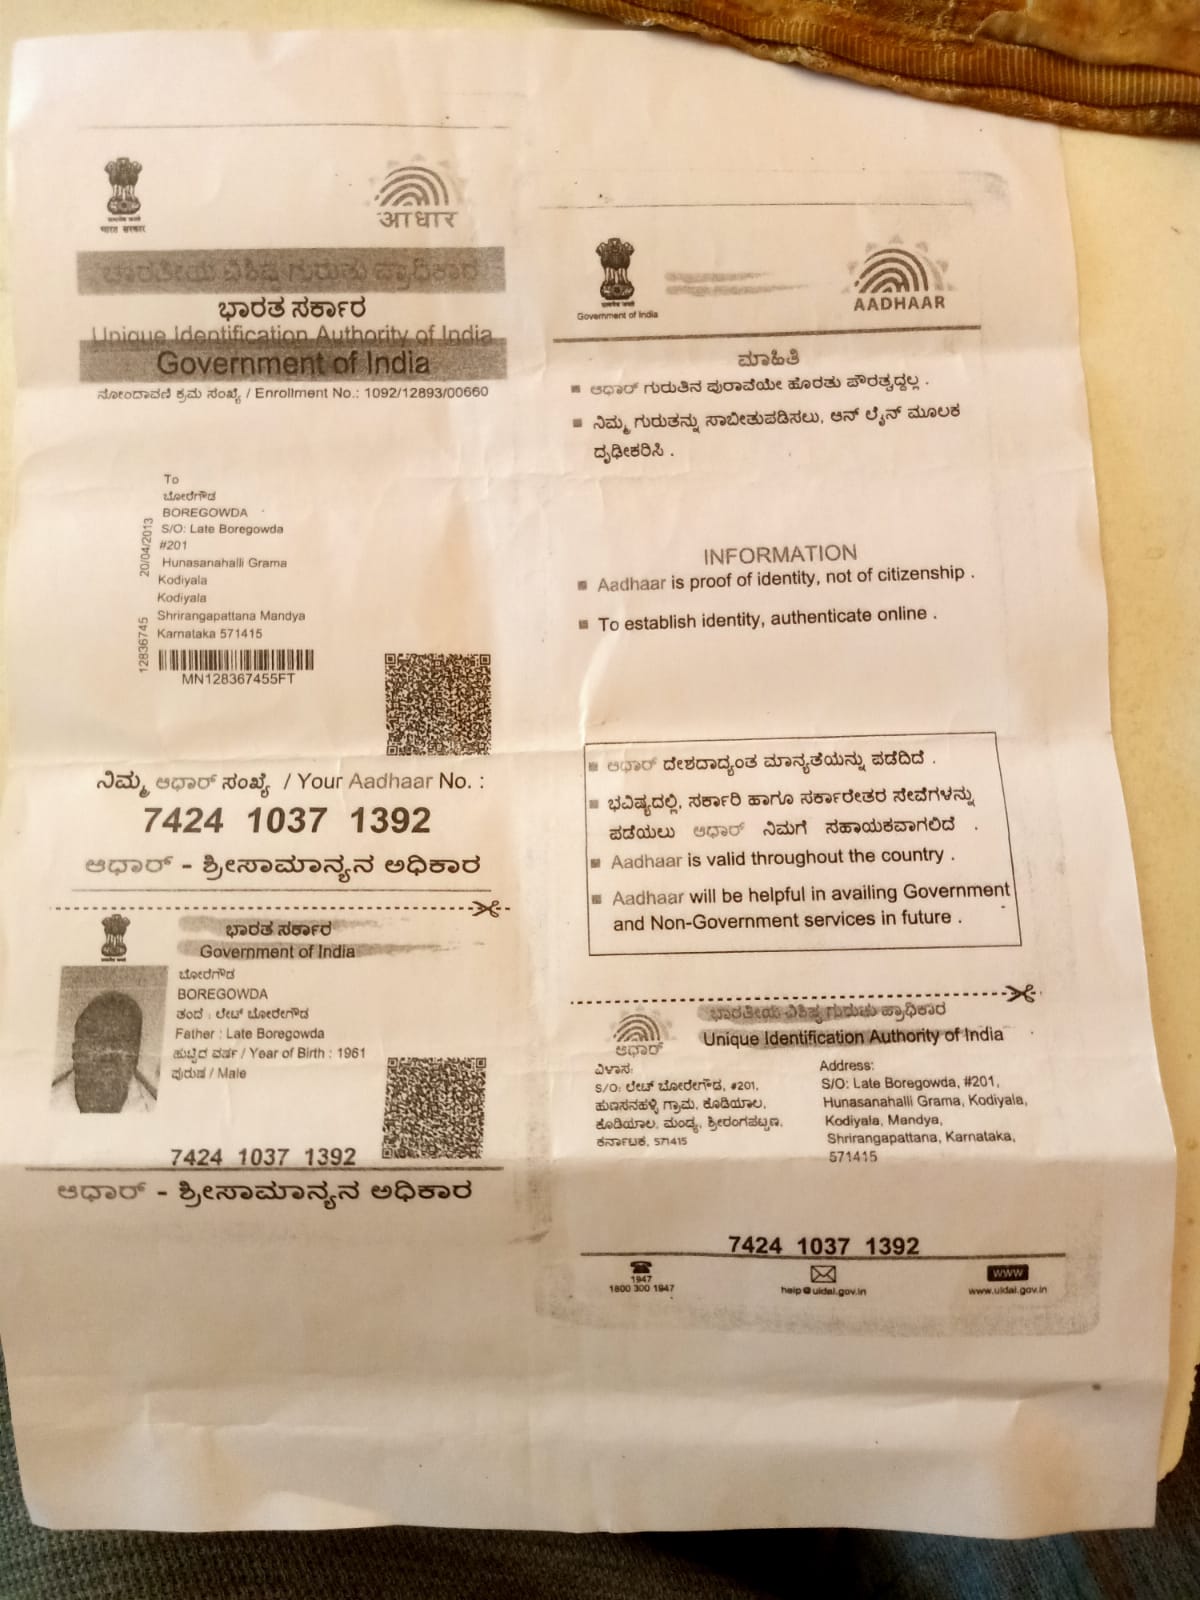 भारत सरकार
आधार
ಭಾರತೀಯ ವಿಶಿಷ್ಟ ಗುರುತು ಪ್ರಾಧಿಕಾರ
ಭಾರತ ಸರ್ಕಾರ
Unique Identification Authority of India
Government of India
ನೋಂದಾವಣಿ ಕ್ರಮ ಸಂಖ್ಯೆ / Enrollment No.: 1092/12893/00660
To
ಬೋರೆಗೌಡ
BOREGOWDA
S/O: Late Boregowda
#201
Hunasanahalli Grama
Kodiyala
Kodiyala
Shrirangapattana Mandya
Karnataka 571415
20/04/2013
12836745
MN128367455FT
ನಿಮ್ಮ ಆಧಾರ್ ಸಂಖ್ಯೆ / Your Aadhaar No. :
7424 1037 1392
ಆಧಾರ್ - ಶ್ರೀಸಾಮಾನ್ಯನ ಅಧಿಕಾರ
ಭಾರತ ಸರ್ಕಾರ
Government of India
ಬೋರೆಗೌಡ
BOREGOWDA
ತಂದೆ : ಲೇಟ್ ಬೋರೇಗೌಡ
Father : Late Boregowda
ಹುಟ್ಟಿದ ವರ್ಷ / Year of Birth : 1961
ಪುರುಷ / Male
7424 1037 1392
ಆಧಾರ್ - ಶ್ರೀಸಾಮಾನ್ಯನ ಅಧಿಕಾರ
Government of India
AADHAAR
ಮಾಹಿತಿ
ಆಧಾರ್ ಗುರುತಿನ ಪುರಾವೆಯೇ ಹೊರತು ಪೌರತ್ವದ್ದಲ್ಲ .
ನಿಮ್ಮ ಗುರುತನ್ನು ಸಾಬೀತುಪಡಿಸಲು, ಆನ್ ಲೈನ್ ಮೂಲಕ
ದೃಢೀಕರಿಸಿ .
INFORMATION
Aadhaar is proof of identity, not of citizenship .
To establish identity, authenticate online .
ಆಧಾರ್ ದೇಶದಾದ್ಯಂತ ಮಾನ್ಯತೆಯನ್ನು ಪಡೆದಿದೆ .
ಭವಿಷ್ಯದಲ್ಲಿ, ಸರ್ಕಾರಿ ಹಾಗೂ ಸರ್ಕಾರೇತರ ಸೇವೆಗಳನ್ನು
ಪಡೆಯಲು ಆಧಾರ್ ನಿಮಗೆ ಸಹಾಯಕವಾಗಲಿದೆ .
Aadhaar is valid throughout the country .
Aadhaar will be helpful in availing Government
and Non-Government services in future .
ಭಾರತೀಯ ವಿಶಿಷ್ಟ ಗುರುತು ಪ್ರಾಧಿಕಾರ
ಆಧಾರ್
Unique Identification Authority of India
ವಿಳಾಸ:
S/O: ಲೇಟ್ ಬೋರೇಗೌಡ, #201,
ಹುಣಸನಹಳ್ಳಿ ಗ್ರಾಮ, ಕೊಡಿಯಾಲ,
ಕೊಡಿಯಾಲ, ಮಂಡ್ಯ, ಶ್ರೀರಂಗಪಟ್ಟಣ,
ಕರ್ನಾಟಕ, 571415
Address:
S/O: Late Boregowda, #201,
Hunasanahalli Grama, Kodiyala,
Kodiyala, Mandya,
Shrirangapattana, Karnataka,
571415
7424 1037 1392
1947
1800 300 1947
help@uidai.gov.in
www
www.uidai.gov.in